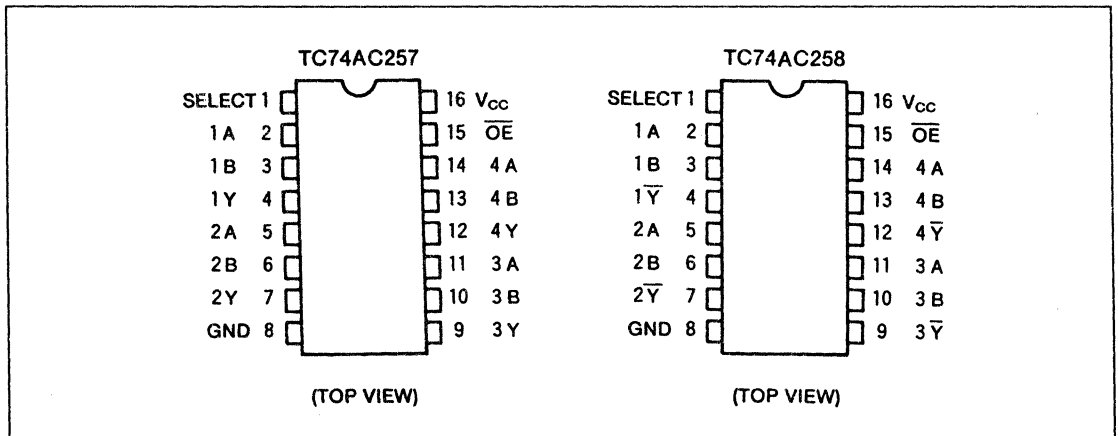 TC74AC257
SELECT 1 16 Vcc
1A 2 15 O̅E̅
1B 3 14 4A
1Y 4 13 4B
2A 5 12 4Y
2B 6 11 3A
2Y 7 10 3B
GND 8 9 3Y
(TOP VIEW)
TC74AC258
SELECT 1 16 Vcc
1A 2 15 O̅E̅
1B 3 14 4A
1Y̅ 4 13 4B
2A 5 12 4Y̅
2B 6 11 3A
2Y̅ 7 10 3B
GND 8 9 3Y̅
(TOP VIEW)